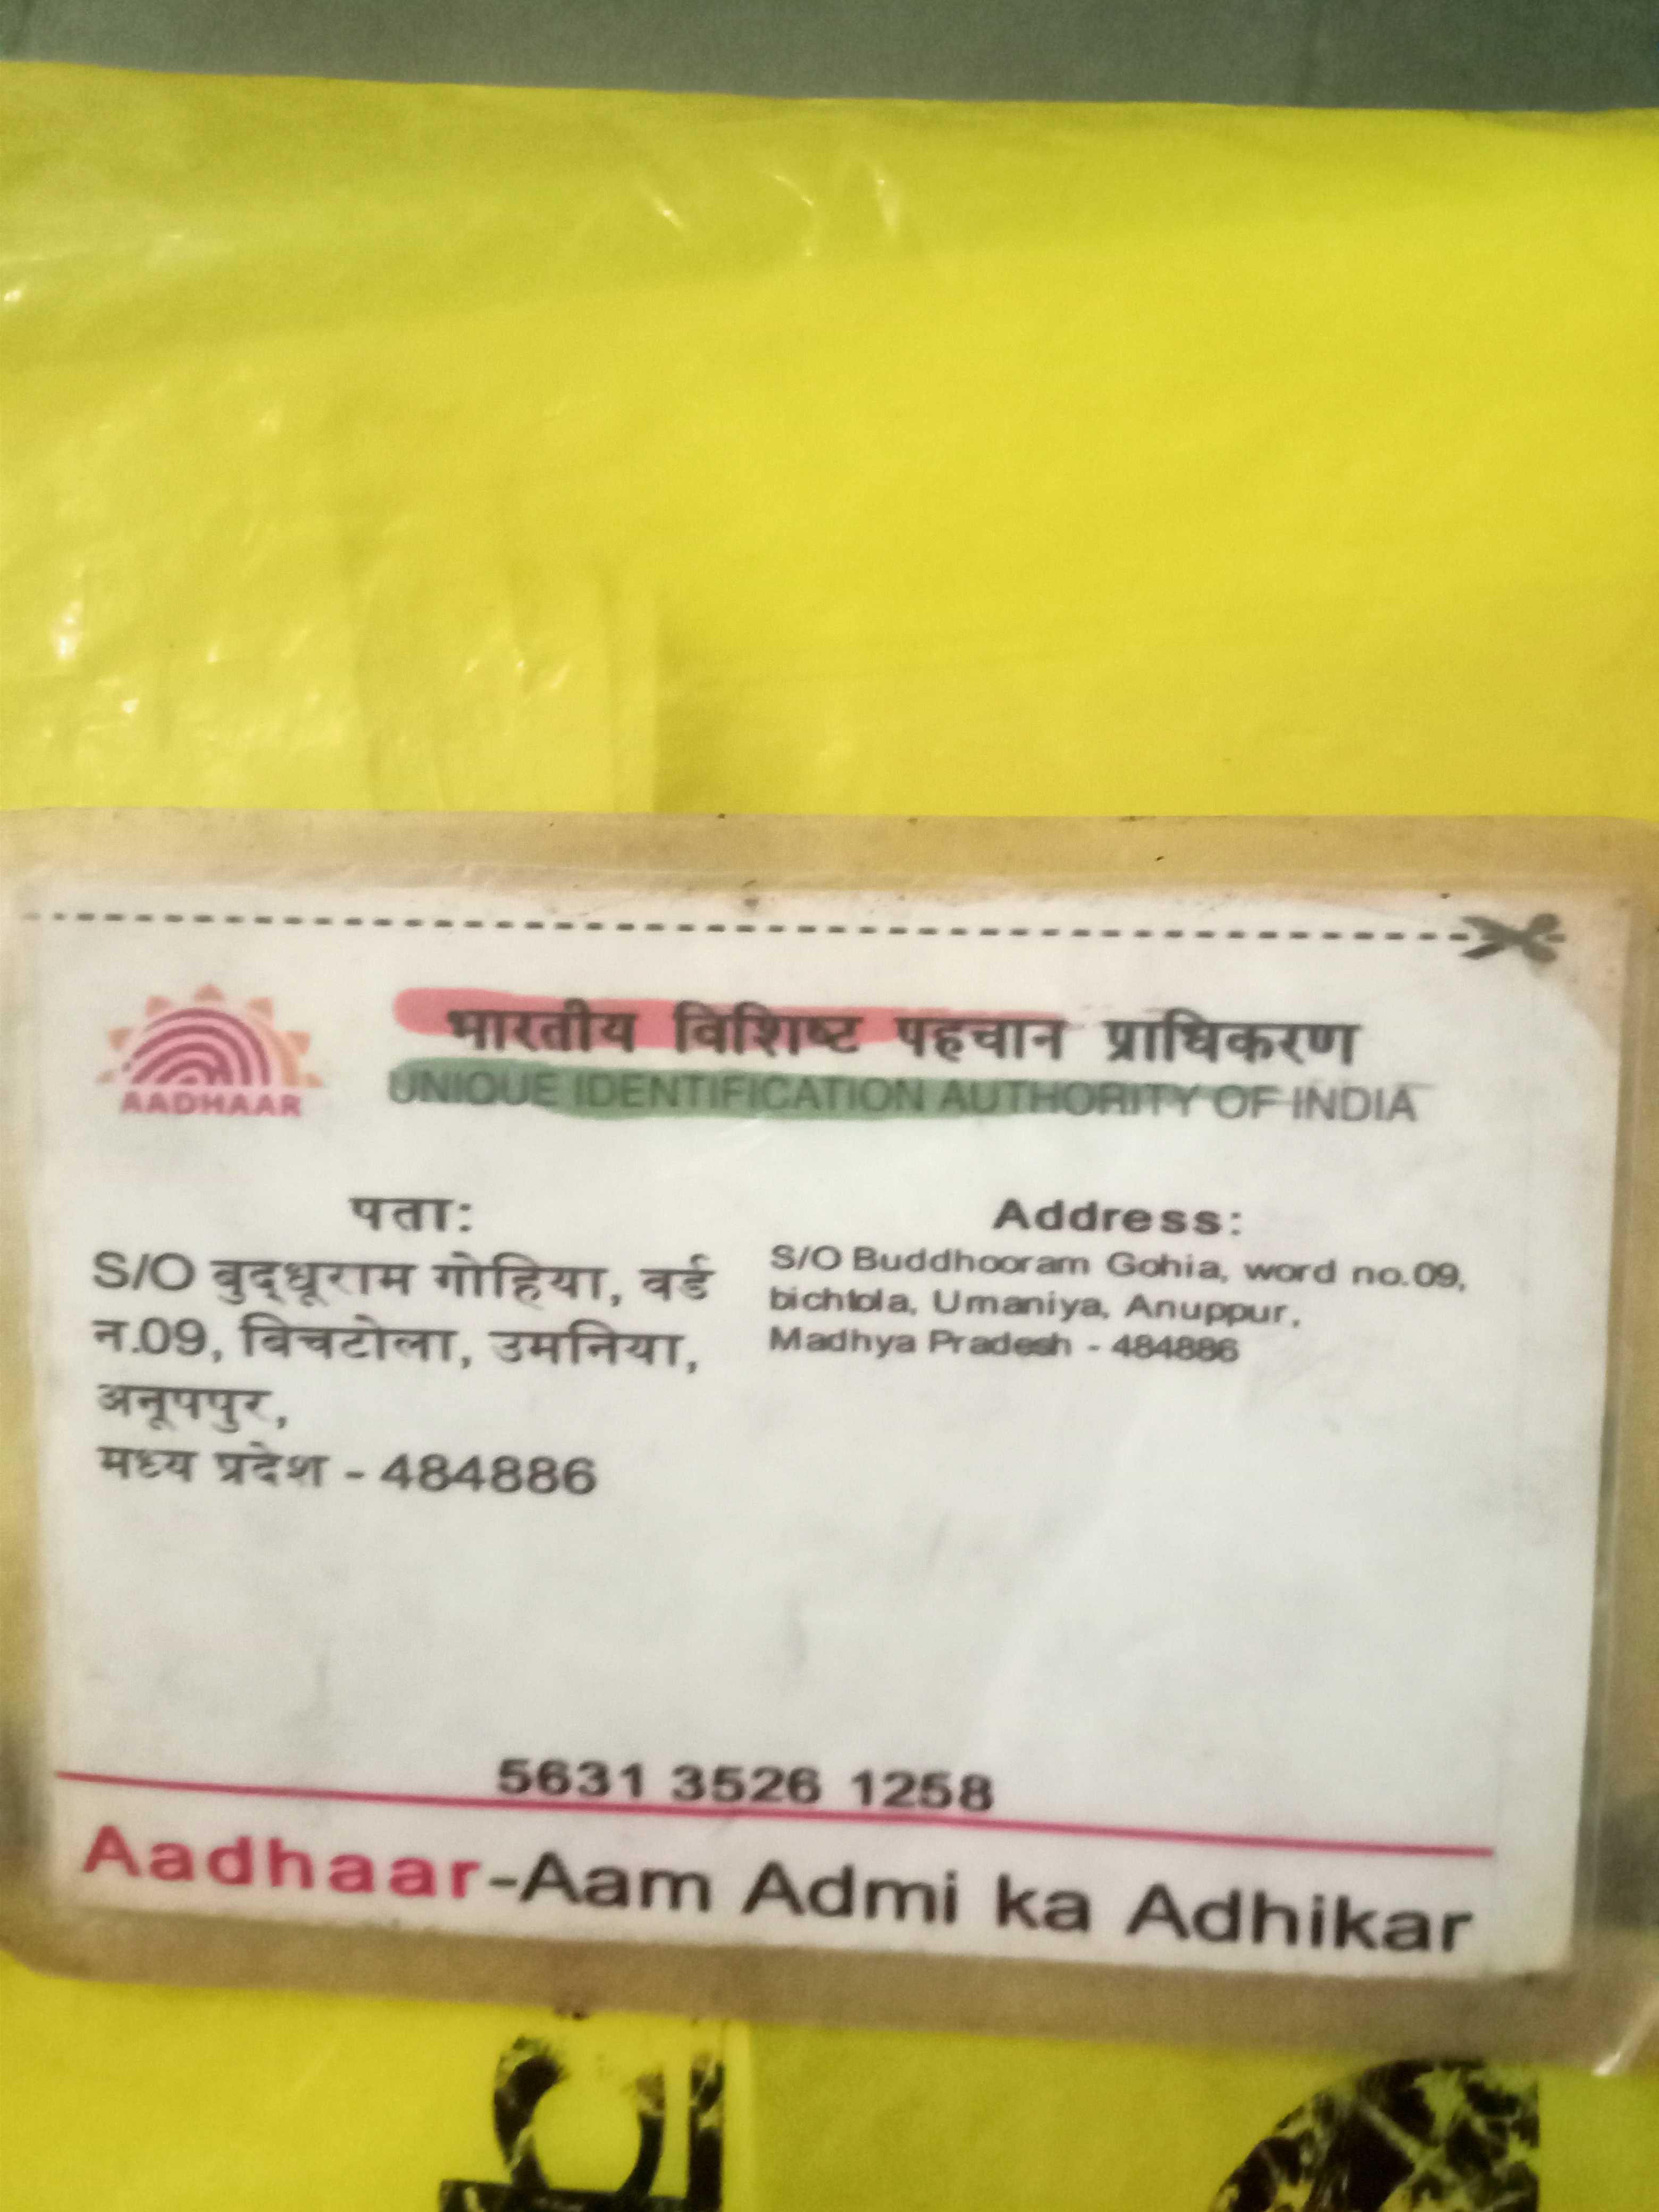 भारतीय विशिष्ट पहचान प्राधिकरण
UNIQUE IDENTIFICATION AUTHORITY OF INDIA
AADHAAR
पता:
S/O बुद्धूराम गोहिया, वर्ड
न.09, बिचटोला, उमनिया,
अनूपपुर,
मध्य प्रदेश - 484886
Address:
S/O Buddhooram Gohia, word no.09,
bichtola, Umaniya, Anuppur,
Madhya Pradesh - 484886
5631 3526 1258
Aadhaar-Aam Admi ka Adhikar